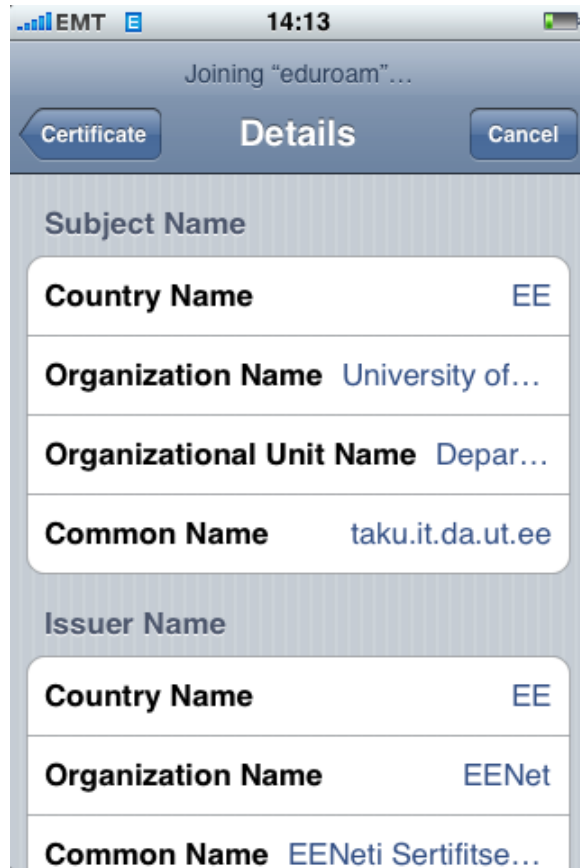 EMT E 14:13
Joining “eduroam”...
Certificate Details Cancel
Subject Name
Country Name EE
Organization Name University of...
Organizational Unit Name Depar...
Common Name taku.it.da.ut.ee
Issuer Name
Country Name EE
Organization Name EENet
Common Name EENeti Sertifitse...